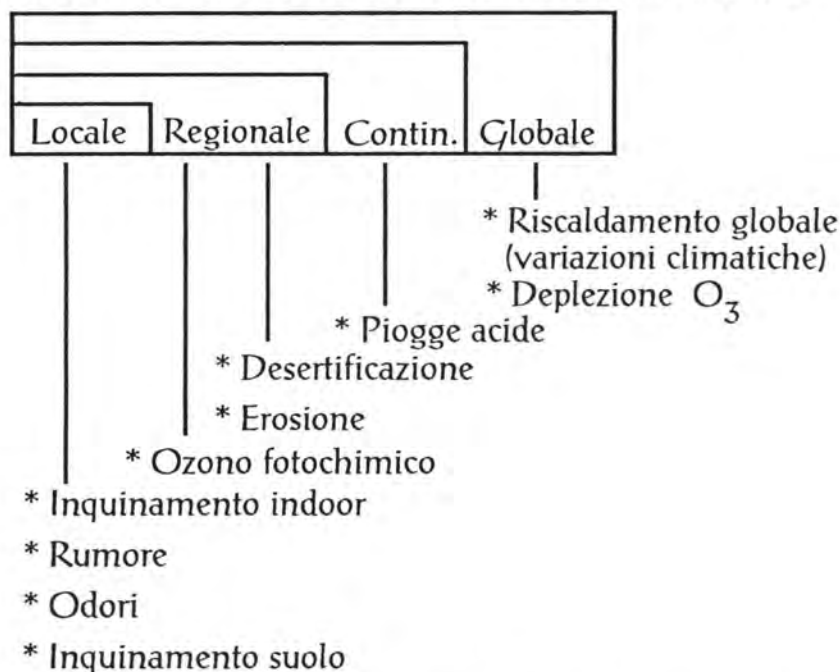 Locale Regionale Contin. Globale
* Riscaldamento globale
(variazioni climatiche)
* Deplezione O3
* Piogge acide
* Desertificazione
* Erosione
* Ozono fotochimico
* Inquinamento indoor
* Rumore
* Odori
* Inquinamento suolo